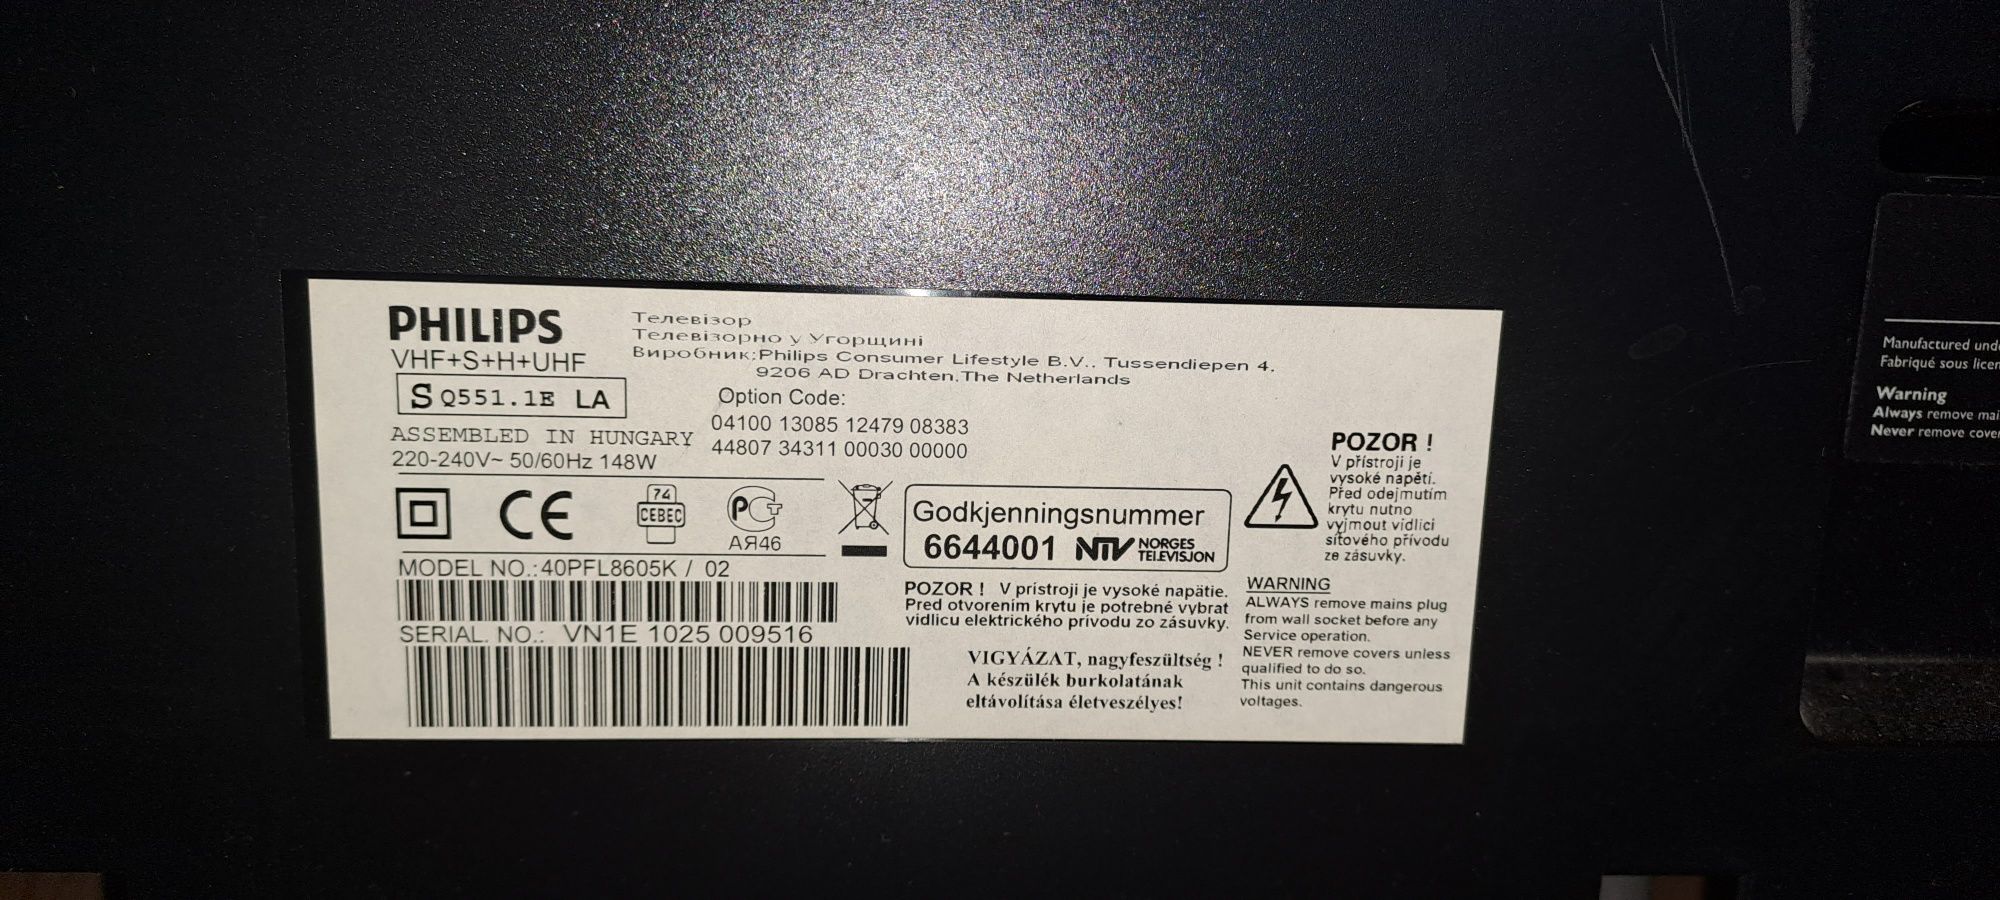 PHILIPS
VHF+S+H+UHF
S Q551.1E LA
ASSEMBLED IN HUNGARY
220-240V~ 50/60Hz 148W
Телевізор
Телевізорно у Угорщині
Виробник:Philips Consumer Lifestyle B.V.. Tussendiepen 4.
9206 AD Drachten.The Netherlands
Option Code:
04100 13085 12479 08383
44807 34311 00030 00000
CE
74
CEBEC
РСТ
АЯ46
MODEL NO.:40PFL8605K / 02
SERIAL. NO.: VN1E 1025 009516
Godkjenningsnummer
6644001 NTV NORGES
TELEVISJON
POZOR ! V prístroji je vysoké napätie.
Pred otvorením krytu je potrebné vybrat
vidlicu elektrického prívodu zo zásuvky.
VIGYÁZAT, nagyfeszültség !
A készülék burkolatának
eltávolítása életveszélyes!
POZOR !
V přístroji je
vysoké napětí.
Před odejmutím
krytu nutno
vyjmout vidlici
síťového přívodu
ze zásuvky.
WARNING
ALWAYS remove mains plug
from wall socket before any
Service operation.
NEVER remove covers unless
qualified to do so.
This unit contains dangerous
voltages.
Manufactured
Fabriqué sous
Warning
Always remove
Never remove